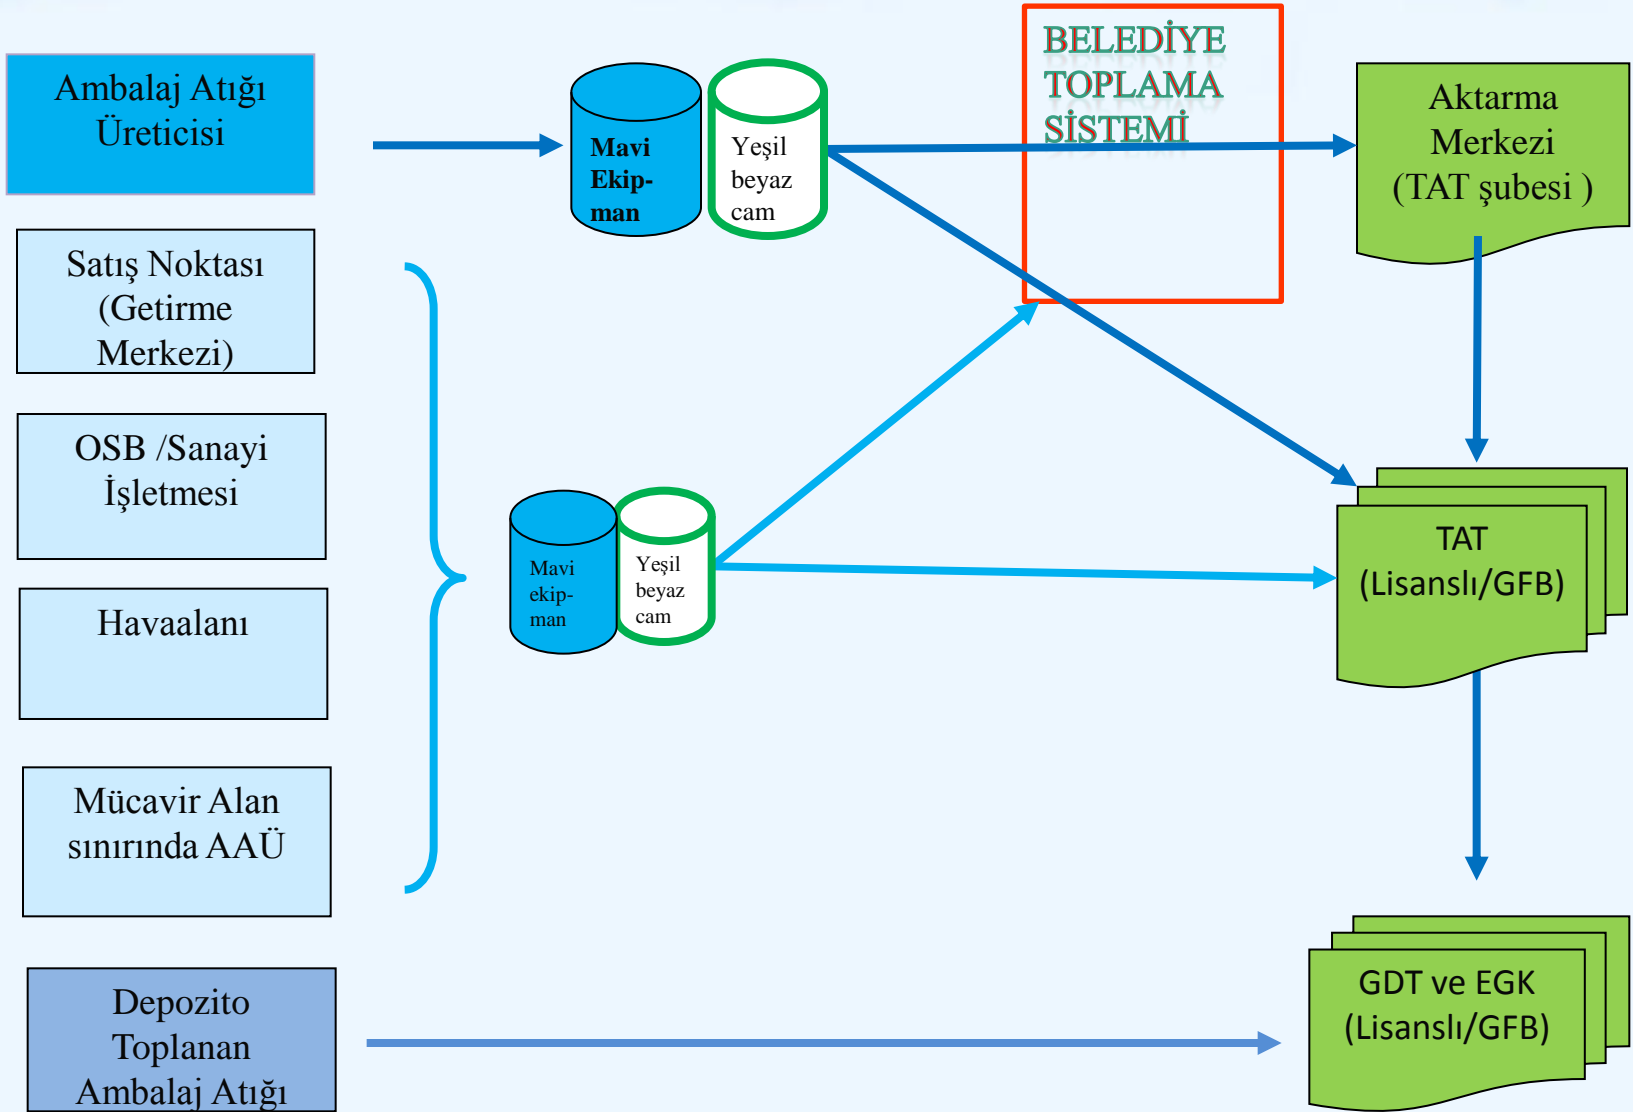 Ambalaj Atığı
Üreticisi
Mavi
Ekip-
man
Yeşil
beyaz
cam
BELEDİYE
TOPLAMA
SİSTEMİ
Aktarma
Merkezi
(TAT şubesi )
Satış Noktası
(Getirme
Merkezi)
OSB /Sanayi
İşletmesi
Havaalanı
Mücavir Alan
sınırında AAÜ
Mavi
ekip-
man
Yeşil
beyaz
cam
TAT
(Lisanslı/GFB)
Depozito
Toplanan
Ambalaj Atığı
GDT ve EGK
(Lisanslı/GFB)